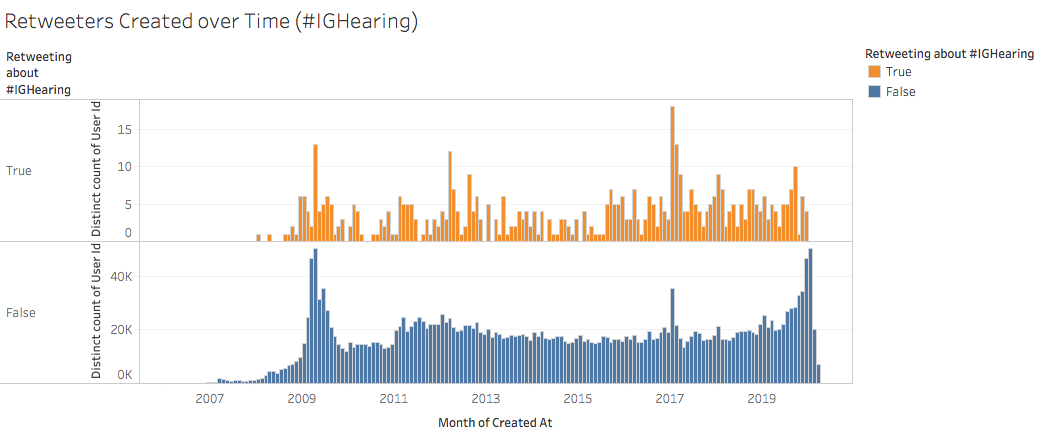 Retweeters Created over Time (#IGHearing)
Retweeting
about
#IGHearing
Retweeting about #IGHearing
True
False
True
Distinct count of User Id
15
10
5
0
False
Distinct count of User Id
40K
20K
0K
2007 2009 2011 2013 2015 2017 2019
Month of Created At